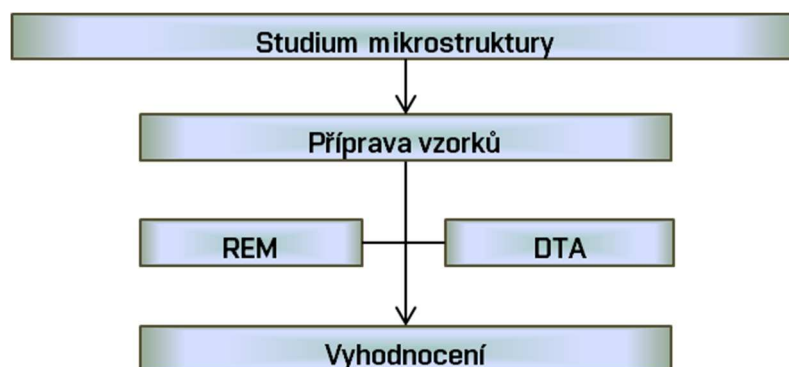 Studium mikrostruktury
Příprava vzorků
REM
DTA
Vyhodnocení